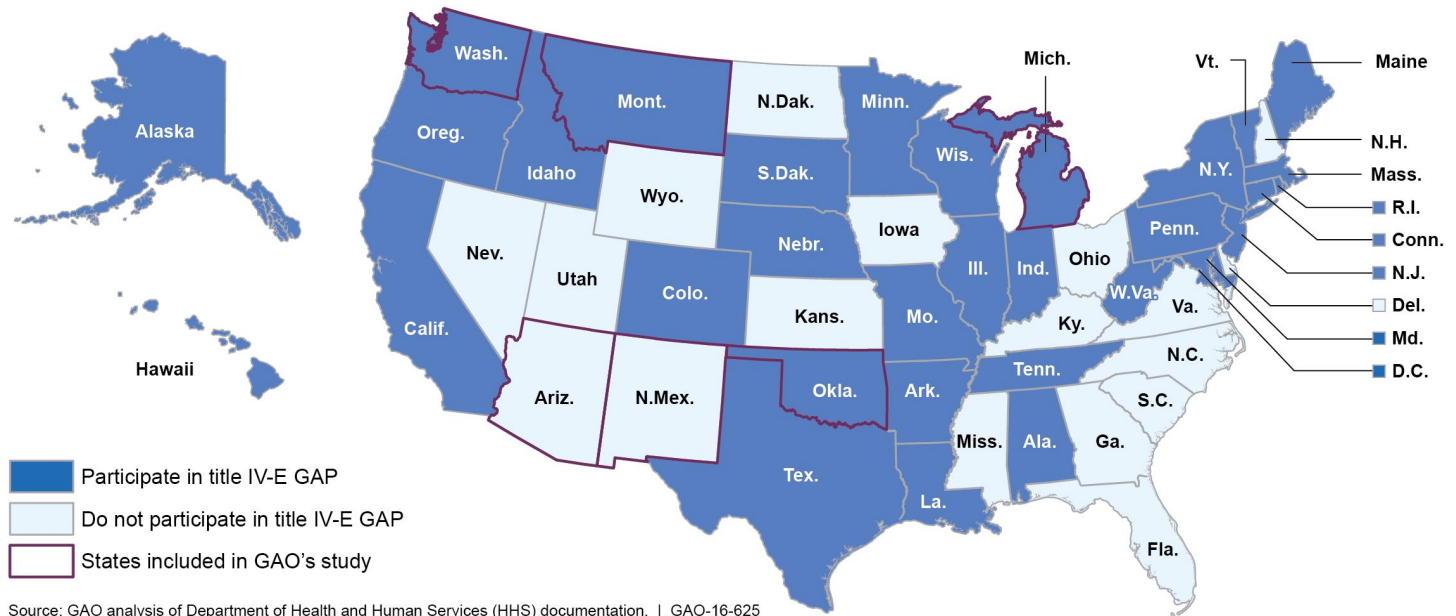 Mich.
Vt.
Maine
Wash.
Mont.
N.Dak.
Minn.
Alaska
Oreg.
Idaho
S.Dak.
Wis.
N.Y.
N.H.
Mass.
Wyo.
R.I.
Nev.
Utah
Nebr.
Iowa
Penn.
Conn.
Colo.
Ill.
Ind.
Ohio
N.J.
Calif.
Kans.
Mo.
W.Va.
Va.
Del.
Ky.
Md.
Hawaii
Ariz.
N.Mex.
Okla.
Ark.
Tenn.
N.C.
D.C.
S.C.
Miss.
Ala.
Ga.
Tex.
La.
Fla.
Participate in title IV-E GAP
Do not participate in title IV-E GAP
States included in GAO's study
Source: GAO analysis of Department of Health and Human Services (HHS) documentation. | GAO-16-625